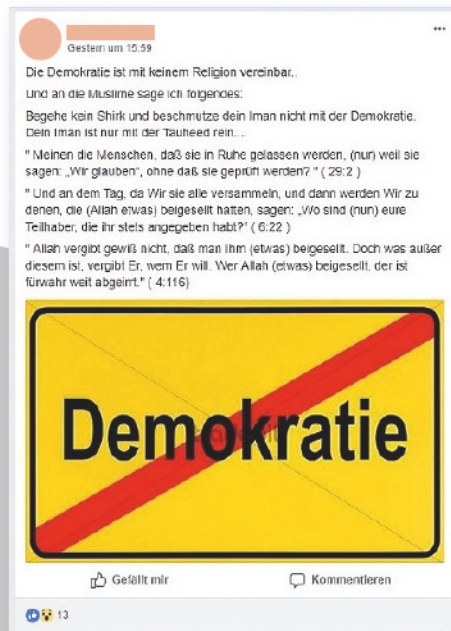 Gestern um 15:59
Die Demokratie ist mit keinem Religion vereinbar..
Und an die Muslime sage ich folgendes:
Begehe kein Shirk und beschmutze dein Iman nicht mit der Demokratie.
Dein Iman ist nur mit der Tauheed rein....
" Meinen die Menschen, daß sie in Ruhe gelassen werden, (nur) weil sie
sagen: „Wir glauben", ohne daß sie geprüft werden? " ( 29:2 )
" Und an dem Tag, da Wir sie alle versammeln, und dann werden Wir zu
denen, die (Allah etwas) beigesellt hatten, sagen: „Wo sind (nun) eure
Teilhaber, die ihr stets angegeben habt?" ( 6:22 )
" Allah vergibt gewiß nicht, daß man Ihm (etwas) beigesellt. Doch was außer
diesem ist, vergibt Er, wem Er will. Wer Allah (etwas) beigesellt, der ist
fürwahr weit abgeirrt." ( 4:116)
Demokratie
Gefällt mir
Kommentieren
13